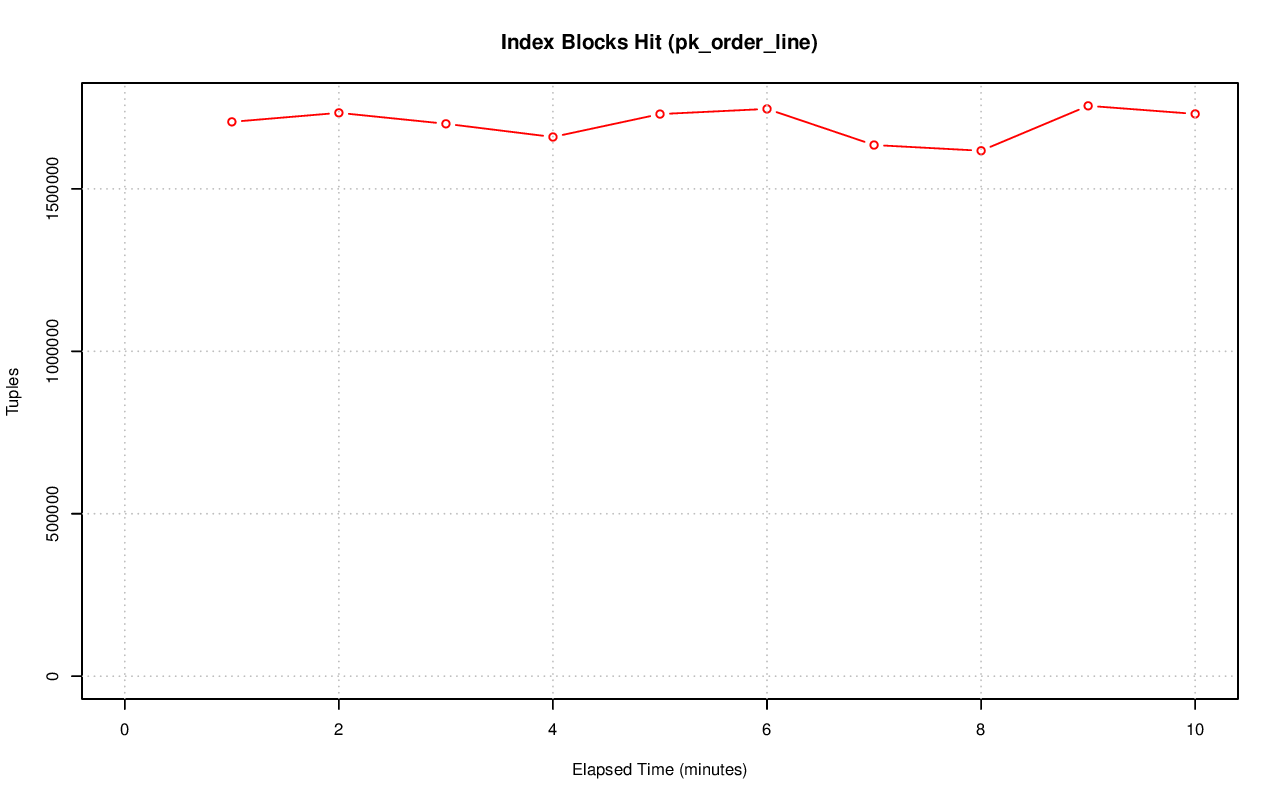 Index Blocks Hit (pk_order_line)
Tuples
1500000
1000000
500000
0
0 2 4 6 8 10
Elapsed Time (minutes)